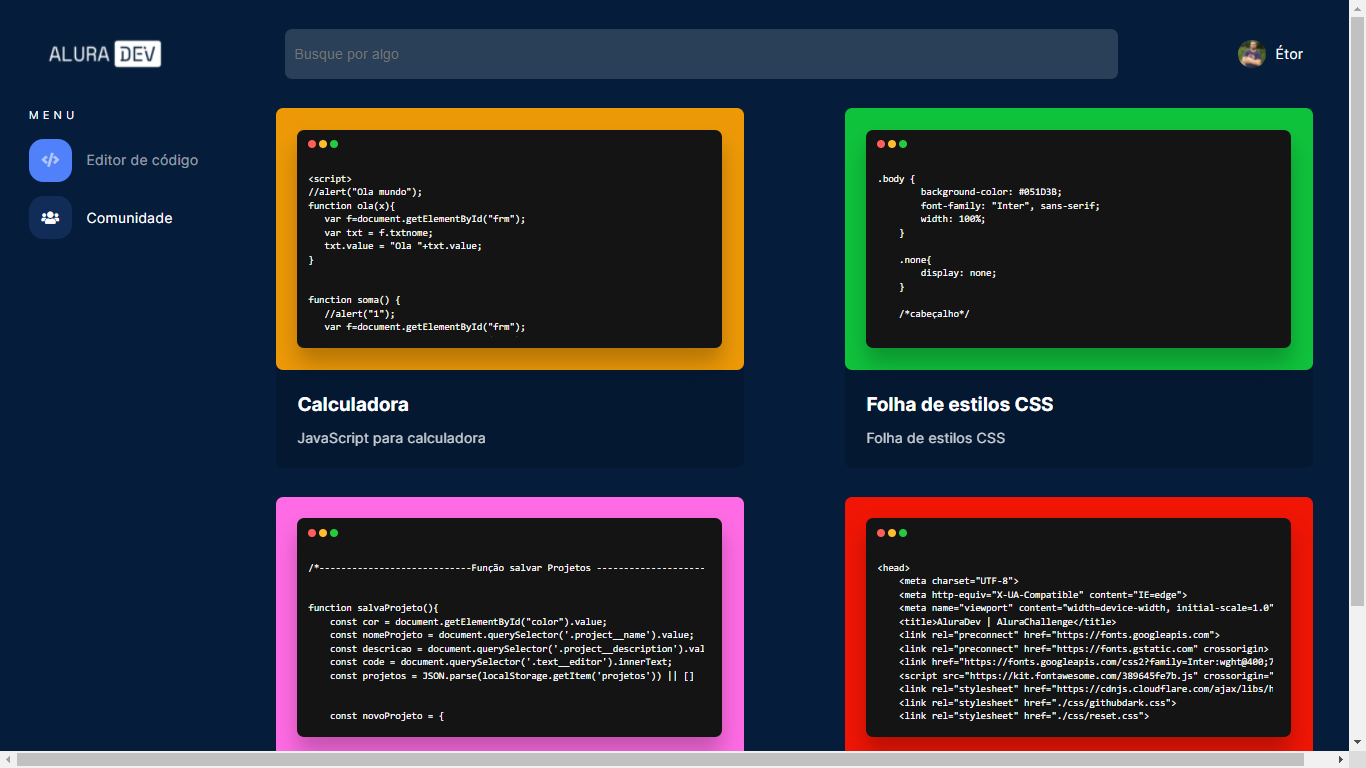 ALURA DEV
Busque por algo
Étor
MENU
Editor de código
Comunidade
<script>
//alert("Ola mundo");
function ola(x){
   var f=document.getElementById("frm");
   var txt = f.txtnome;
   txt.value = "Ola "+txt.value;
}
function soma() {
   //alert("1");
   var f=document.getElementById("frm");
Calculadora
JavaScript para calculadora
.body {
        background-color: #051D3B;
        font-family: "Inter", sans-serif;
        width: 100%;
    }
    .none{
        display: none;
    }
    /*cabeçalho*/
Folha de estilos CSS
Folha de estilos CSS
/*----------------------------Função salvar Projetos --------------------
function salvaProjeto(){
    const cor = document.getElementById("color").value;
    const nomeProjeto = document.querySelector('.project__name').value;
    const descricao = document.querySelector('.project__description').val
    const code = document.querySelector('.text__editor').innerText;
    const projetos = JSON.parse(localStorage.getItem('projetos')) || []
    const novoProjeto = {
<head>
    <meta charset="UTF-8">
    <meta http-equiv="X-UA-Compatible" content="IE=edge">
    <meta name="viewport" content="width=device-width, initial-scale=1.0"
    <title>AluraDev | AluraChallenge</title>
    <link rel="preconnect" href="https://fonts.googleapis.com">
    <link rel="preconnect" href="https://fonts.gstatic.com" crossorigin>
    <link href="https://fonts.googleapis.com/css2?family=Inter:wght@400;7
    <script src="https://kit.fontawesome.com/389645fe7b.js" crossorigin="
    <link rel="stylesheet" href="https://cdnjs.cloudflare.com/ajax/libs/h
    <link rel="stylesheet" href="./css/githubdark.css">
    <link rel="stylesheet" href="./css/reset.css">